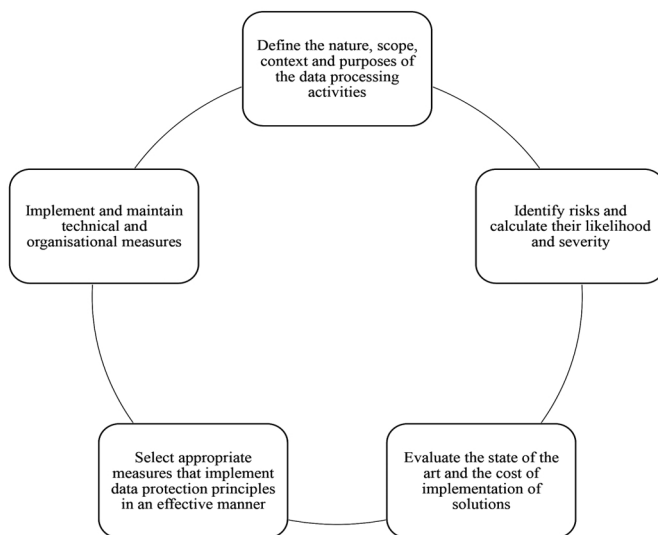 Define the nature, scope,
context and purposes of
the data processing
activities
Identify risks and
calculate their likelihood
and severity
Evaluate the state of the
art and the cost of
implementation of
solutions
Select appropriate
measures that implement
data protection principles
in an effective manner
Implement and maintain
technical and
organisational measures